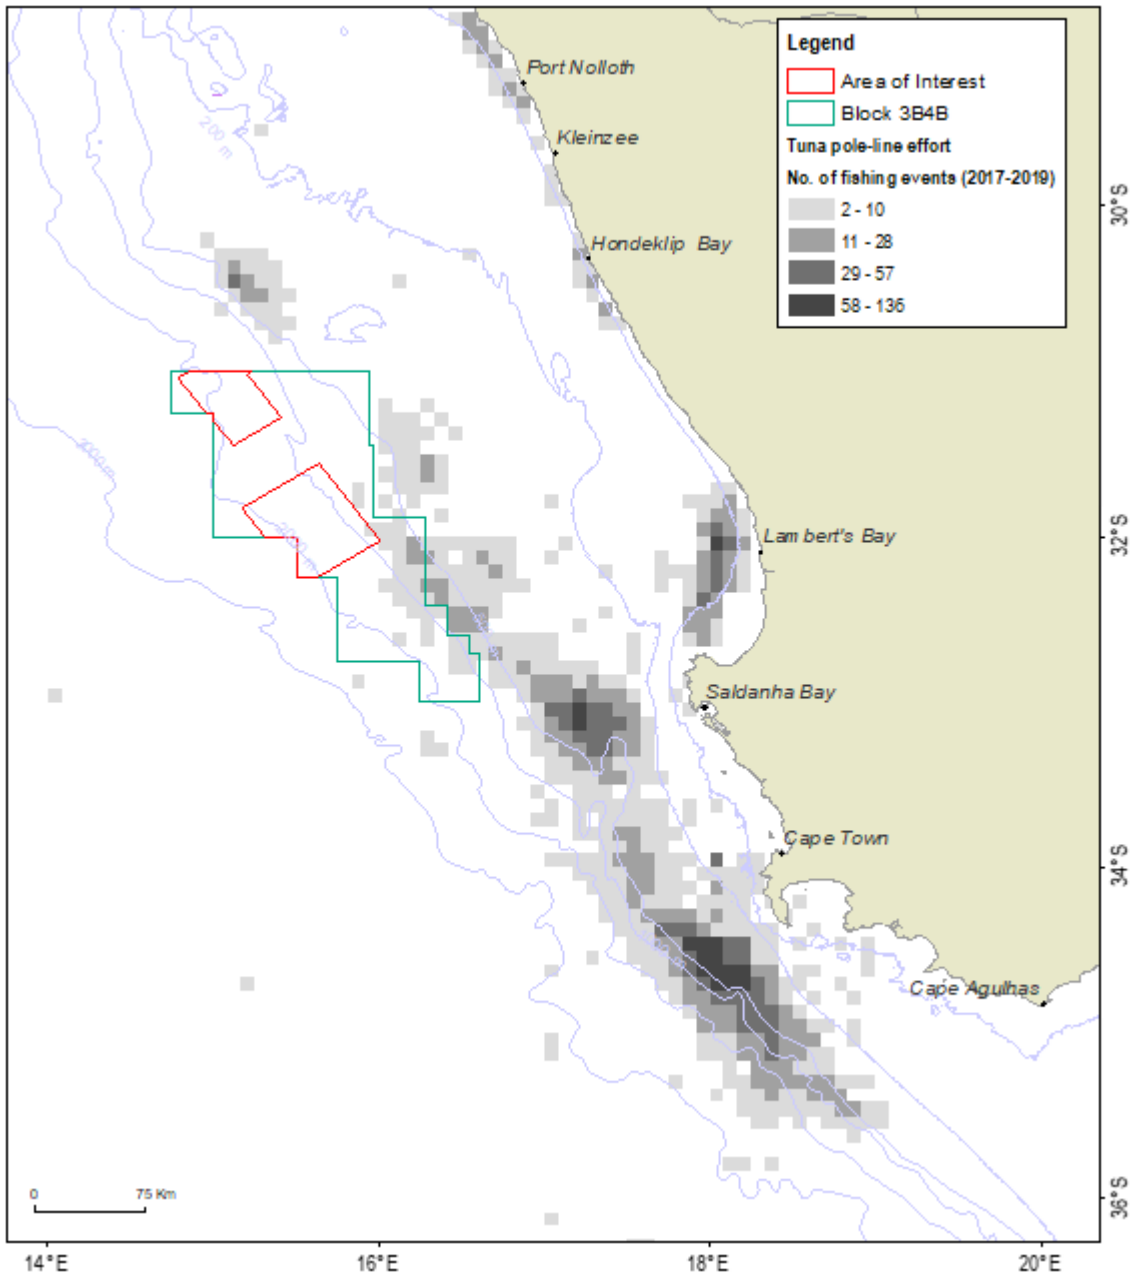 Legend
Area of Interest
Block 3B4B
Tuna pole-line effort
No. of fishing events (2017-2019)
2 - 10
11 - 28
29 - 57
58 - 136
Port Nolloth
200 m
Kleinzee
30°S
Hondeklip Bay
3000 m
2000 m
32°S
Lambert's Bay
Saldanha Bay
Cape Town
34°S
Cape Agulhas
0 75 Km
36°S
14°E 16°E 18°E 20°E